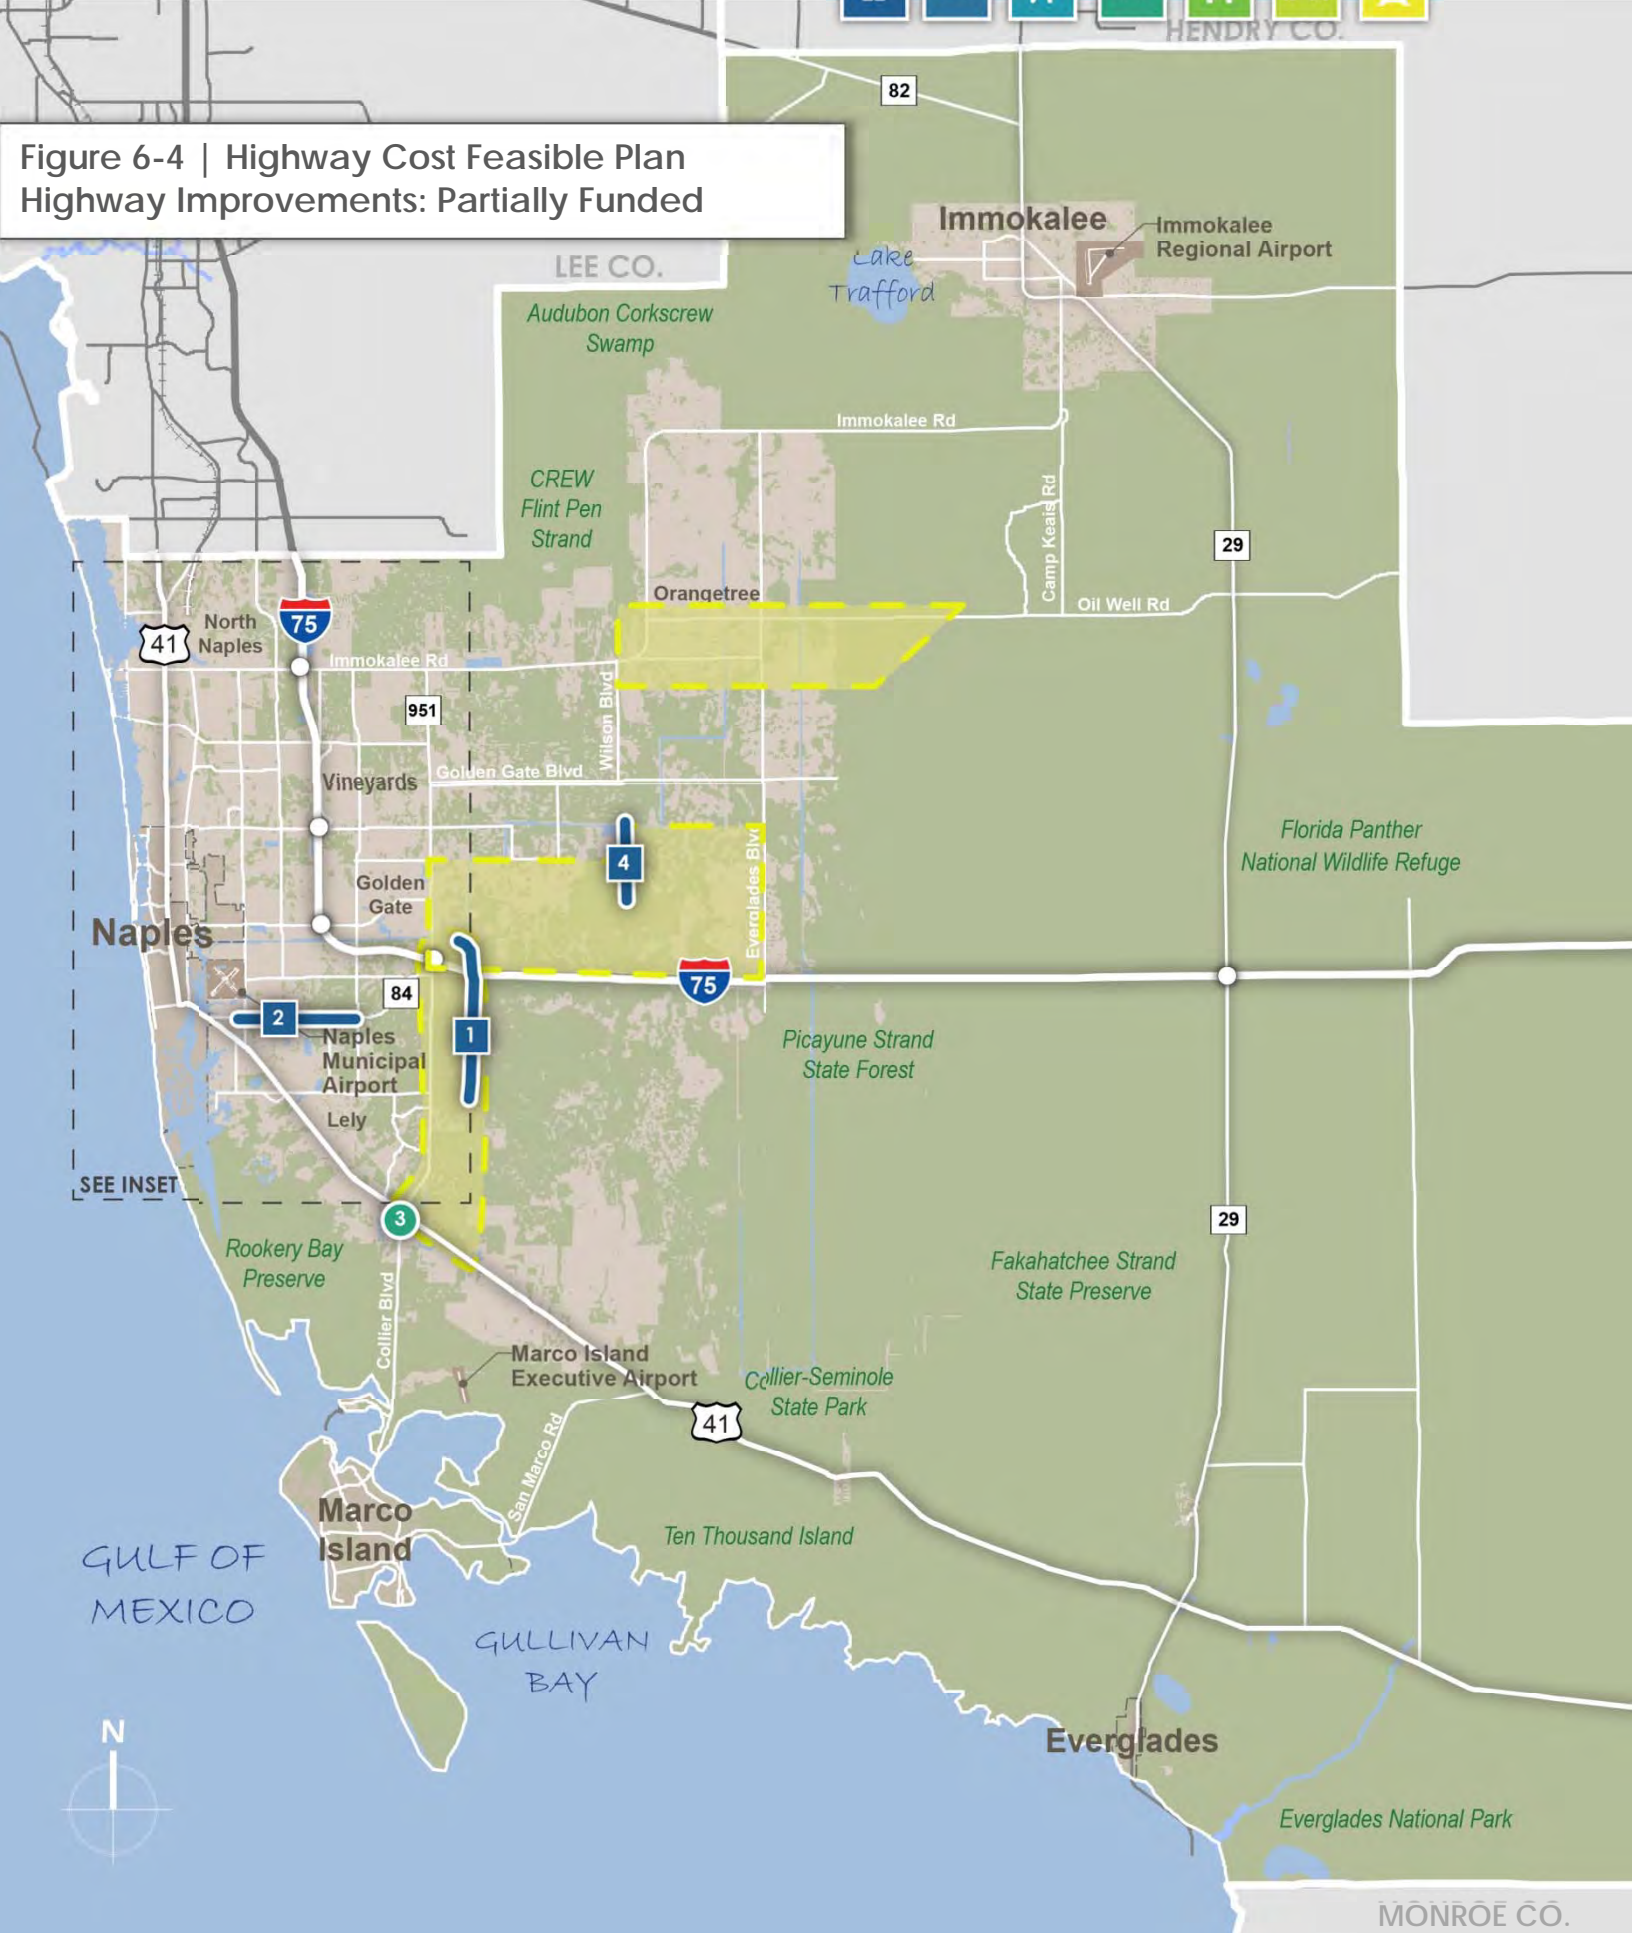 HENDRY CO.
82
Figure 6-4 | Highway Cost Feasible Plan
Highway Improvements: Partially Funded
Immokalee
Immokalee
Regional Airport
LEE CO.
Lake
Trafford
Audubon Corkscrew
Swamp
Immokalee Rd
CREW
Flint Pen
Strand
Camp Keais Rd
29
Orangetree
Oil Well Rd
North
Naples
41
75
Immokalee Rd
951
Wilson Blvd
Vineyards
Golden Gate Blvd
Florida Panther
National Wildlife Refuge
4
Everglades Blvd
Golden
Gate
Naples
75
84
2
1
Naples
Municipal
Airport
Picayune Strand
State Forest
Lely
SEE INSET
3
29
Rookery Bay
Preserve
Fakahatchee Strand
State Preserve
Collier Blvd
Marco Island
Executive Airport
Collier-Seminole
State Park
41
San Marco Rd
Marco
Island
Ten Thousand Island
GULF OF
MEXICO
GULLIVAN
BAY
N
Everglades
Everglades National Park
MONROE CO.